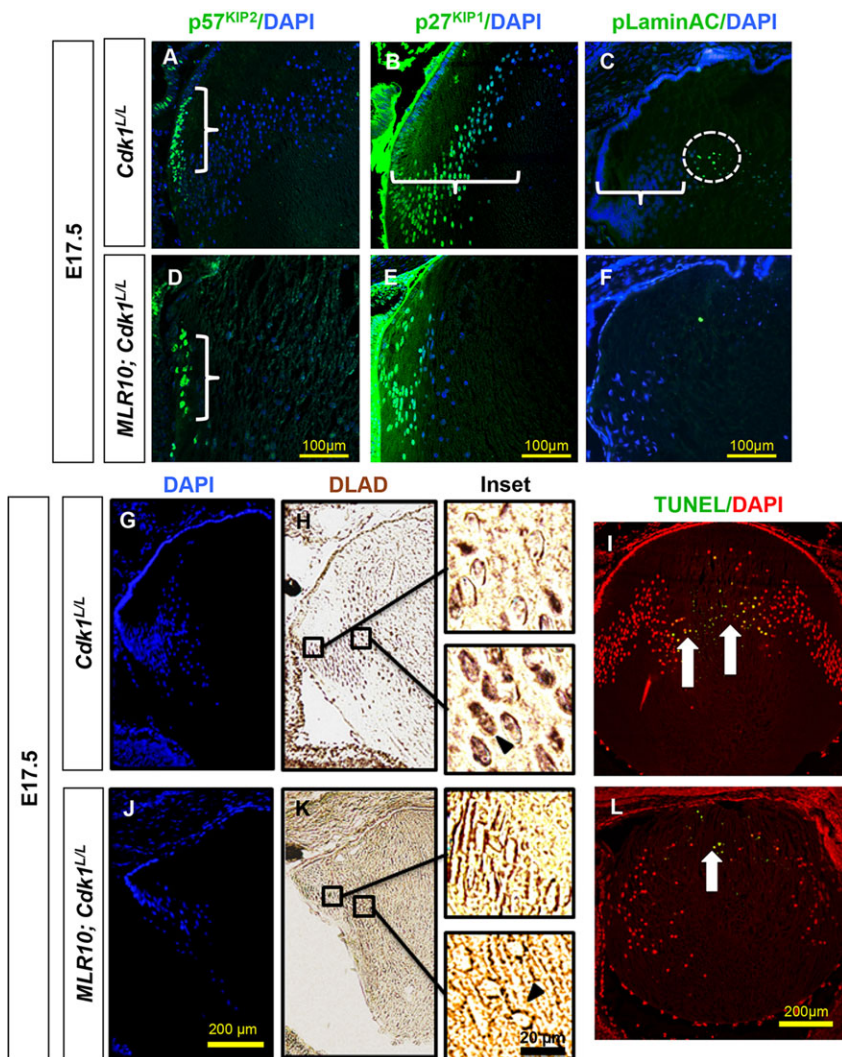 p57KIP2/DAPI p27KIP1/DAPI pLaminAC/DAPI
E17.5
Cdk1L/L
A B C
MLR10; Cdk1L/L
D E F
100µm 100µm 100µm
DAPI DLAD Inset TUNEL/DAPI
E17.5
Cdk1L/L
G H I
MLR10; Cdk1L/L
J K L
200 µm 20 µm 200µm